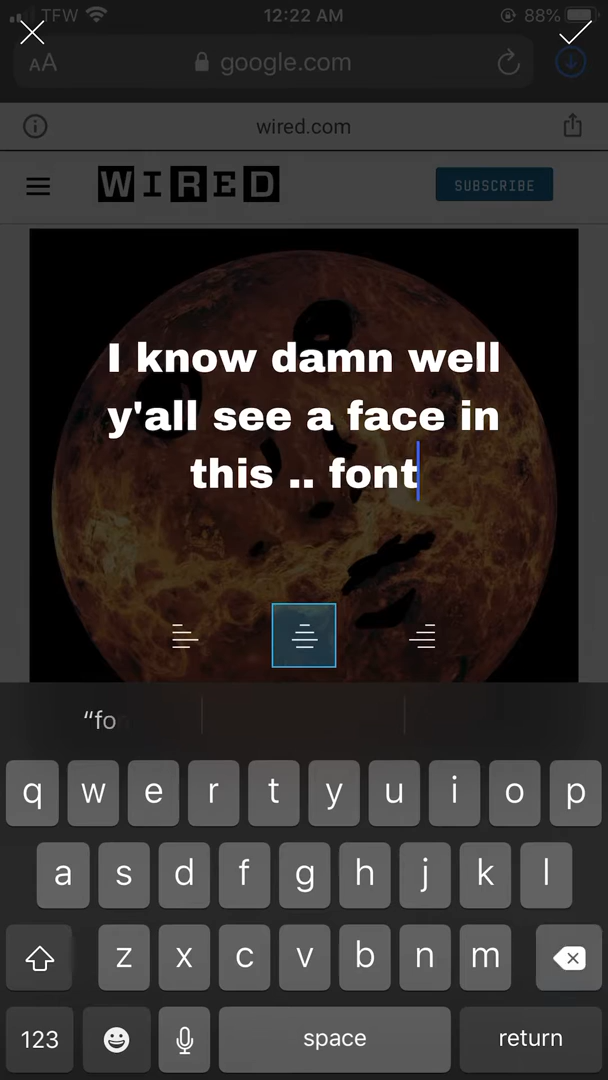 TFW 12:22 AM 88%
AA google.com
wired.com
WIRED SUBSCRIBE
I know damn well
y'all see a face in
this .. font
“fo
q w e r t y u i o p
a s d f g h j k l
z x c v b n m
123 space return